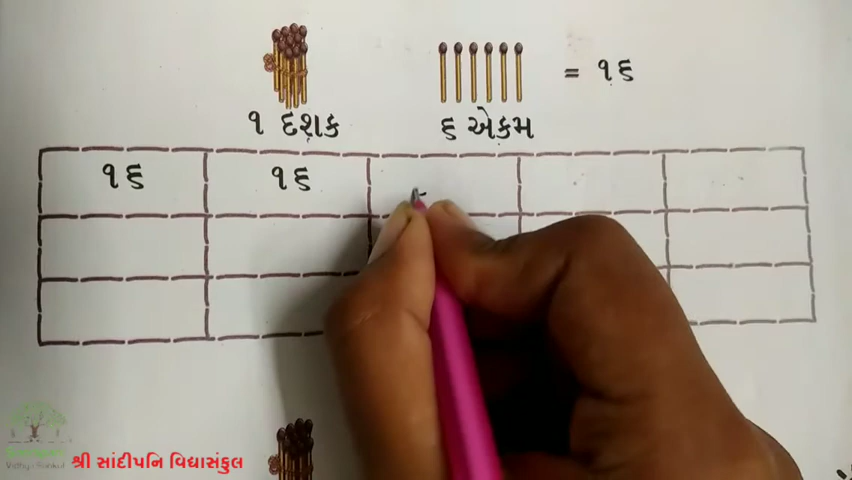 = ૧૬
૧ દશક ૬ એકમ
૧૬ ૧૬
શ્રી સાંદીપનિ વિદ્યાસંકુલ